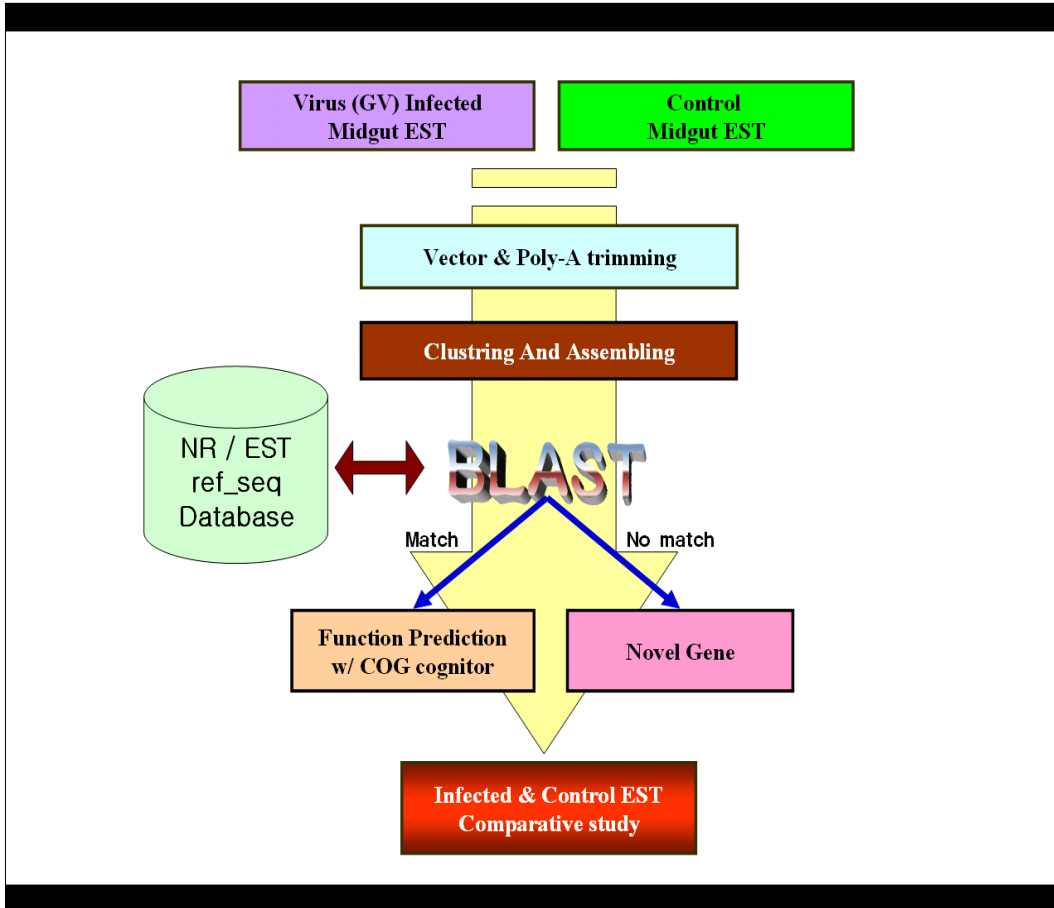 Virus (GV) Infected
Midgut EST
Control
Midgut EST
Vector & Poly-A trimming
Clustring And Assembling
NR / EST
ref_seq
Database
BLAST
Match
No match
Function Prediction
w/ COG cognitor
Novel Gene
Infected & Control EST
Comparative study